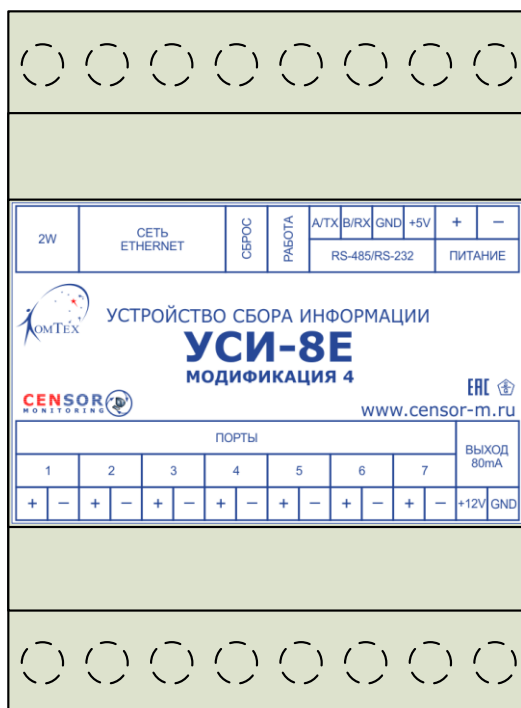 2W
СЕТЬ
ETHERNET
СБРОС
РАБОТА
A/TX B/RX GND +5V + −
RS-485/RS-232
ПИТАНИЕ
КОМТЕХ
УСТРОЙСТВО СБОРА ИНФОРМАЦИИ
УСИ-8Е
МОДИФИКАЦИЯ 4
CENSOR
MONITORING
EAC
www.censor-m.ru
ПОРТЫ
ВЫХОД
80mA
1 2 3 4 5 6 7
+ − + − + − + − + − + − + − +12V GND